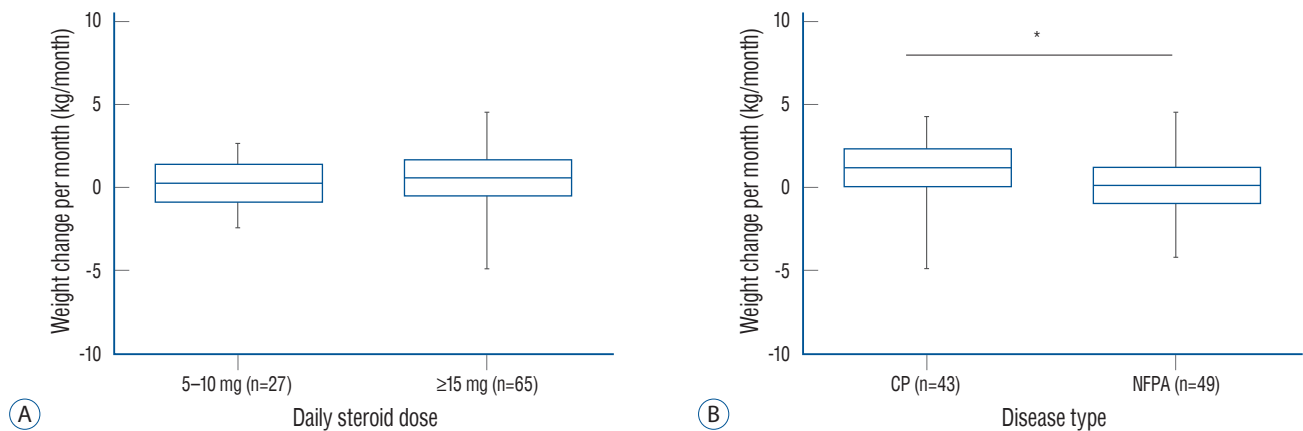 Weight change per month (kg/month)
10
5
0
-5
-10
5–10 mg (n=27)
≥15 mg (n=65)
Daily steroid dose
A
Weight change per month (kg/month)
10
5
0
-5
-10
*
CP (n=43)
NFPA (n=49)
Disease type
B